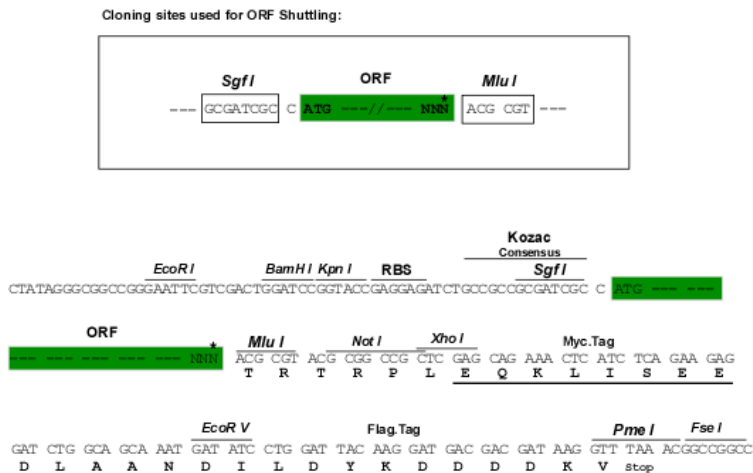 Cloning sites used for ORF Shuttling:
Sgf I ORF Mlu I
--- GCGATCGC C ATG ---//--- NNN* ACG CGT ---
Kozac
Consensus
EcoR I BamH I Kpn I RBS Sgf I
CTATAGGGCGGCCGGGAATTCGTCGACTGGATCCGGTACCGAGGAGATCTGCCGCCGCGATCGC C ATG --- ---
ORF Mlu I Not I Xho I Myc.Tag
--- --- --- --- --- NNN* ACG CGT ACG CGG CCG CTC GAG CAG AAA CTC ATC TCA GAA GAG
T R T R P L E Q K L I S E E
EcoR V Flag.Tag Pme I Fse I
GAT CTG GCA GCA AAT GAT ATC CTG GAT TAC AAG GAT GAC GAC GAT AAG GTT TAA ACGGCCGGCC
D L A A N D I L D Y K D D D D K V Stop